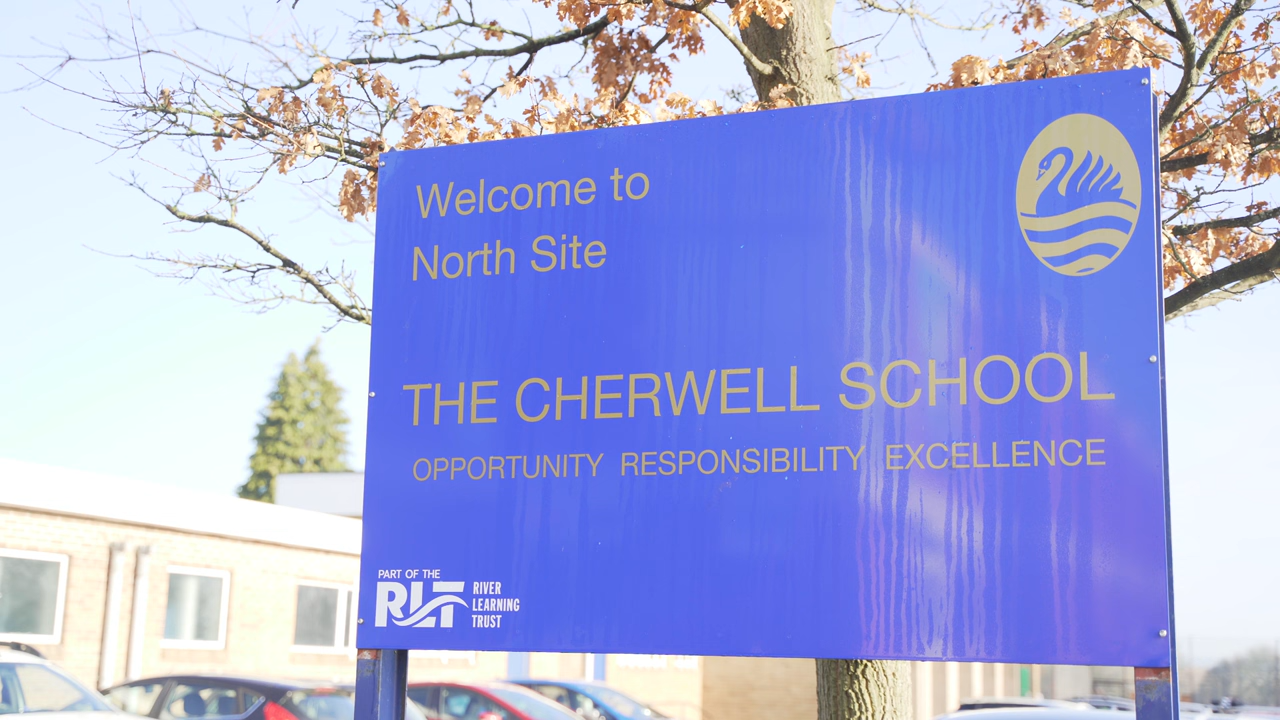 Welcome to
North Site
THE CHERWELL SCHOOL
OPPORTUNITY RESPONSIBILITY EXCELLENCE
PART OF THE
RLT
RIVER
LEARNING
TRUST